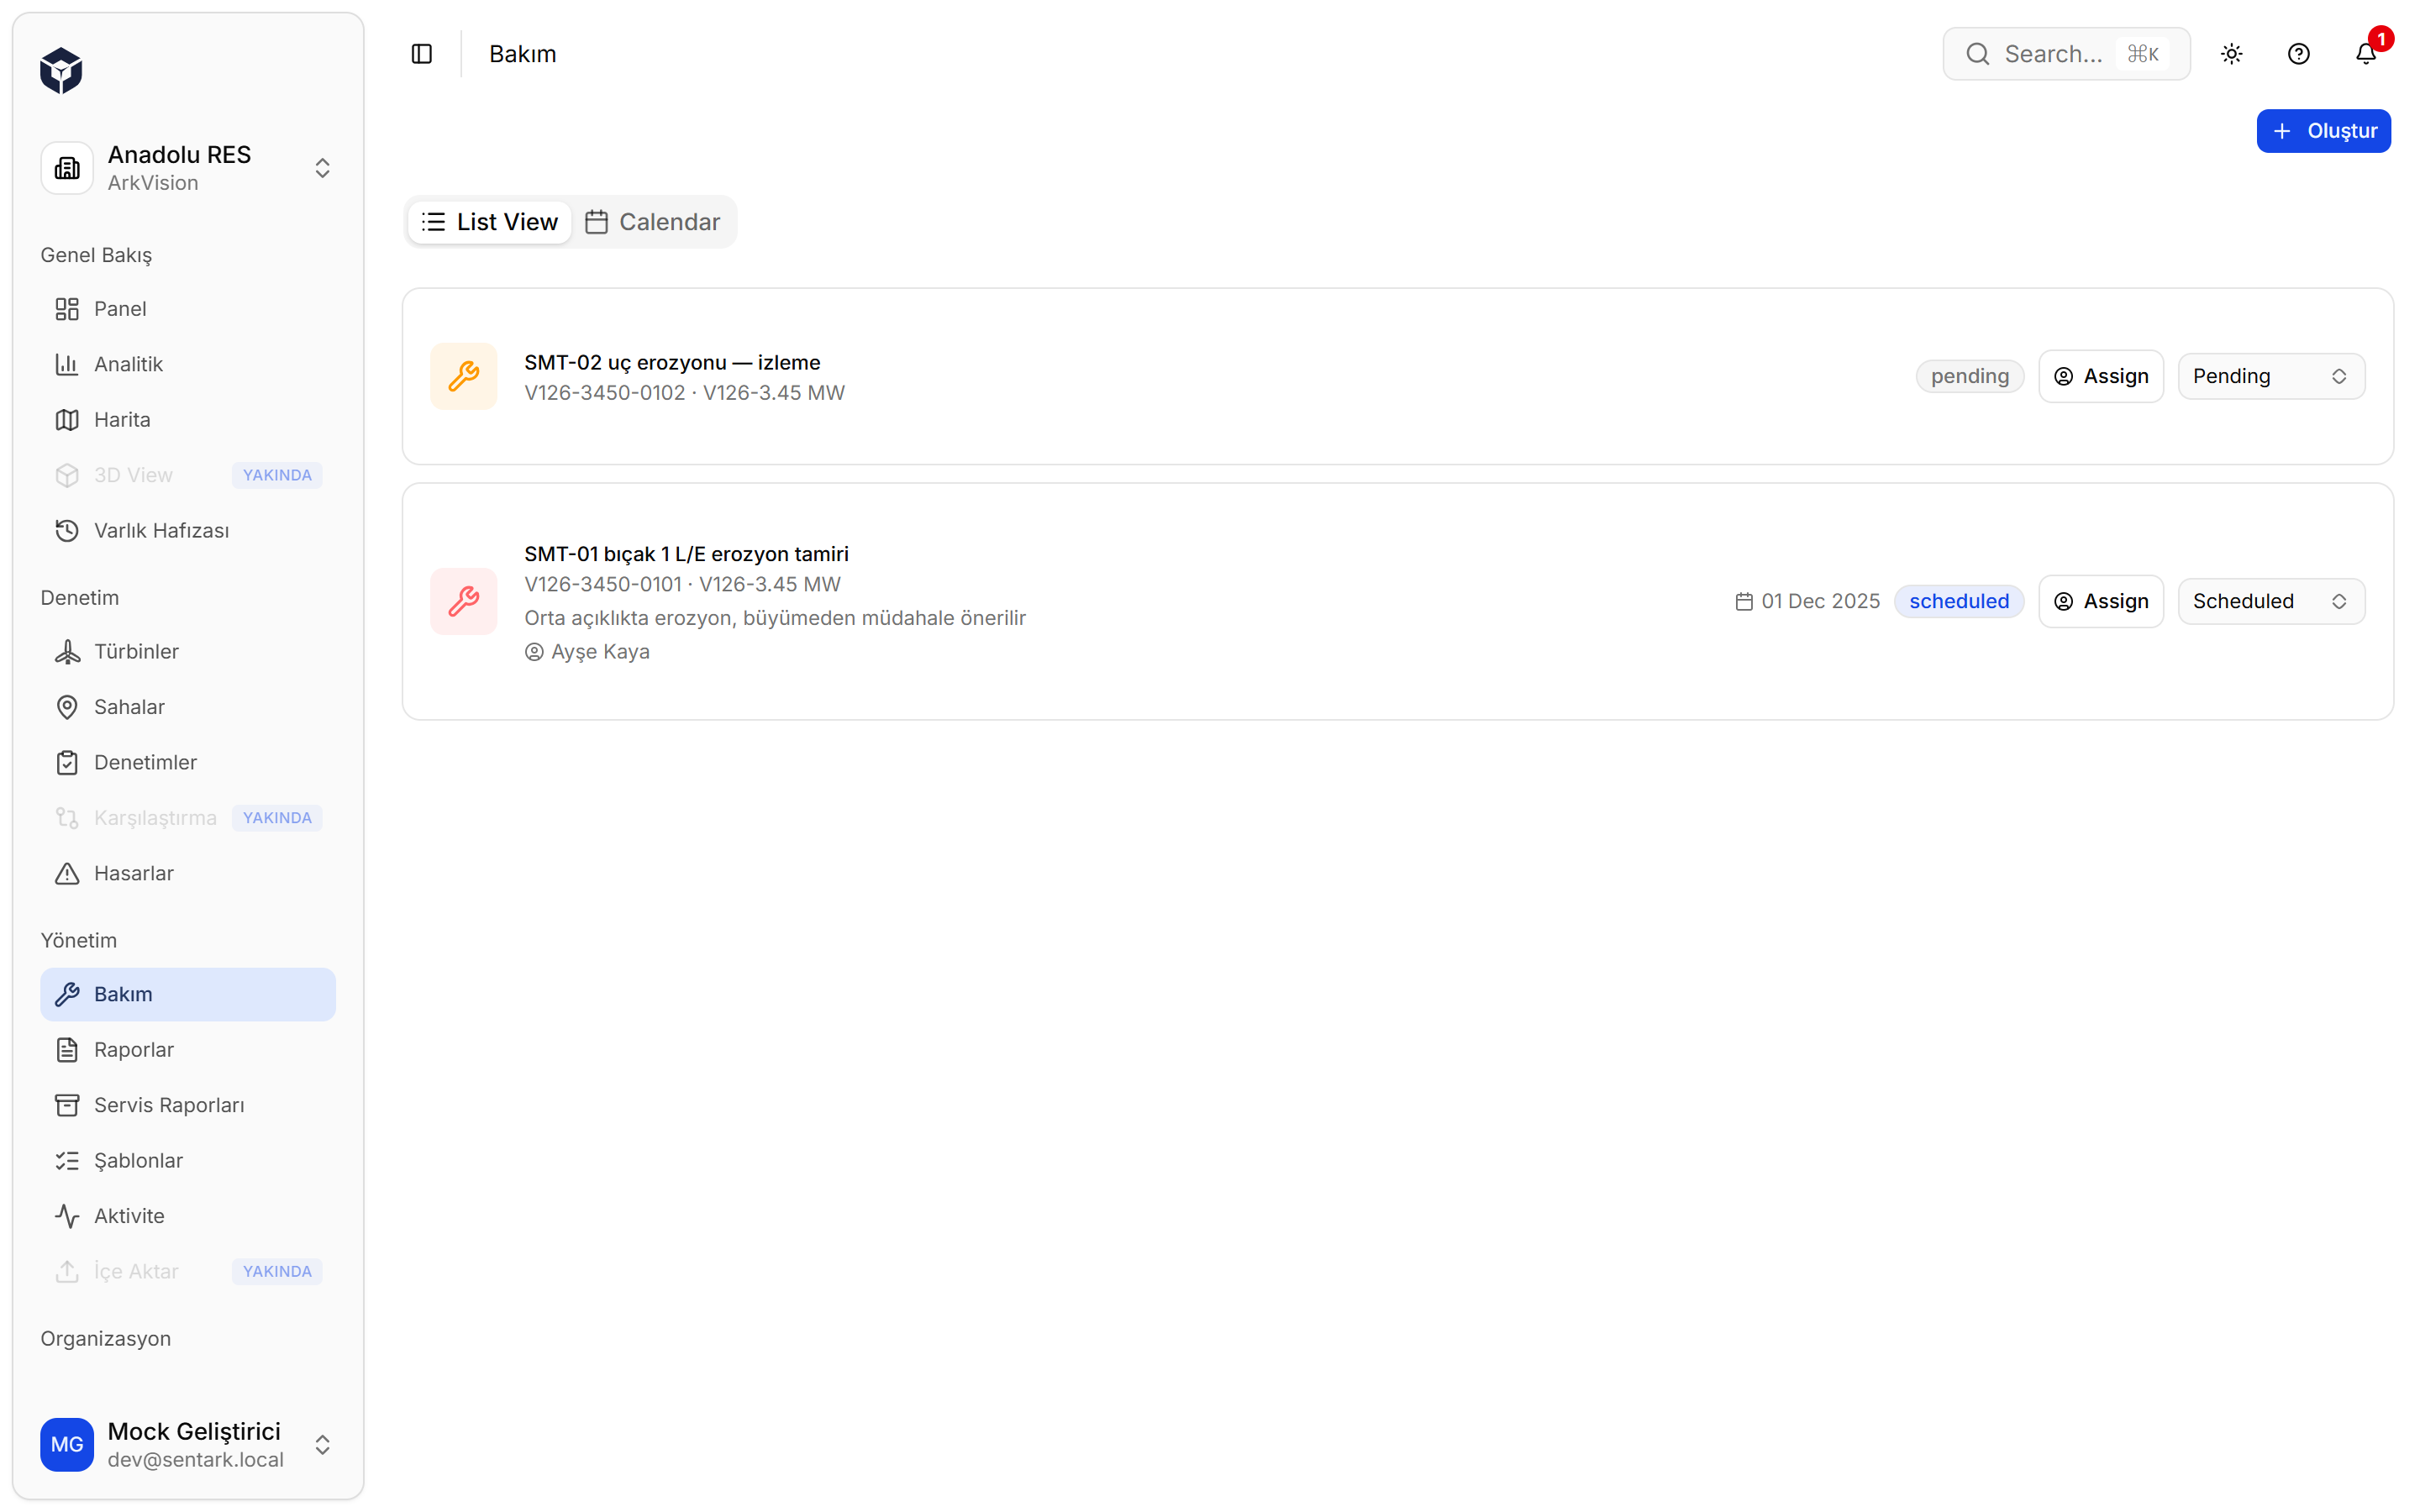 Anadolu RES
ArkVision
Genel Bakış
Panel
Analitik
Harita
3D View YAKINDA
Varlık Hafızası
Denetim
Türbinler
Sahalar
Denetimler
Karşılaştırma YAKINDA
Hasarlar
Yönetim
Bakım
Raporlar
Servis Raporları
Şablonlar
Aktivite
İçe Aktar YAKINDA
Organizasyon
MG
Mock Geliştirici
dev@sentark.local
Bakım
Search... ⌘K
1
Oluştur
List View
Calendar
SMT-02 uç erozyonu — izleme
V126-3450-0102 · V126-3.45 MW
pending
Assign
Pending
SMT-01 bıçak 1 L/E erozyon tamiri
V126-3450-0101 · V126-3.45 MW
Orta açıklıkta erozyon, büyümeden müdahale önerilir
Ayşe Kaya
01 Dec 2025
scheduled
Assign
Scheduled